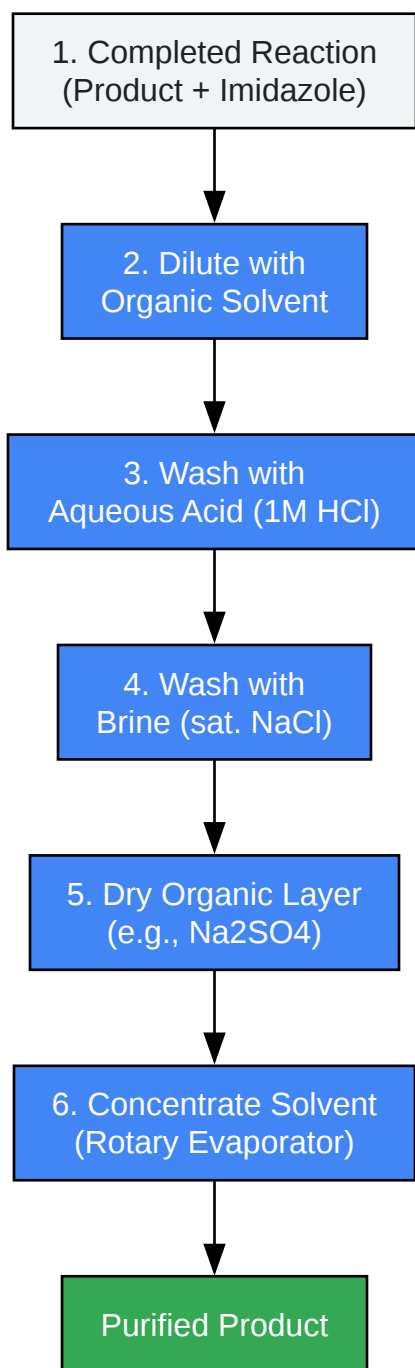 1. Completed Reaction
(Product + Imidazole)
2. Dilute with
Organic Solvent
3. Wash with
Aqueous Acid (1M HCl)
4. Wash with
Brine (sat. NaCl)
5. Dry Organic Layer
(e.g., Na2SO4)
6. Concentrate Solvent
(Rotary Evaporator)
Purified Product